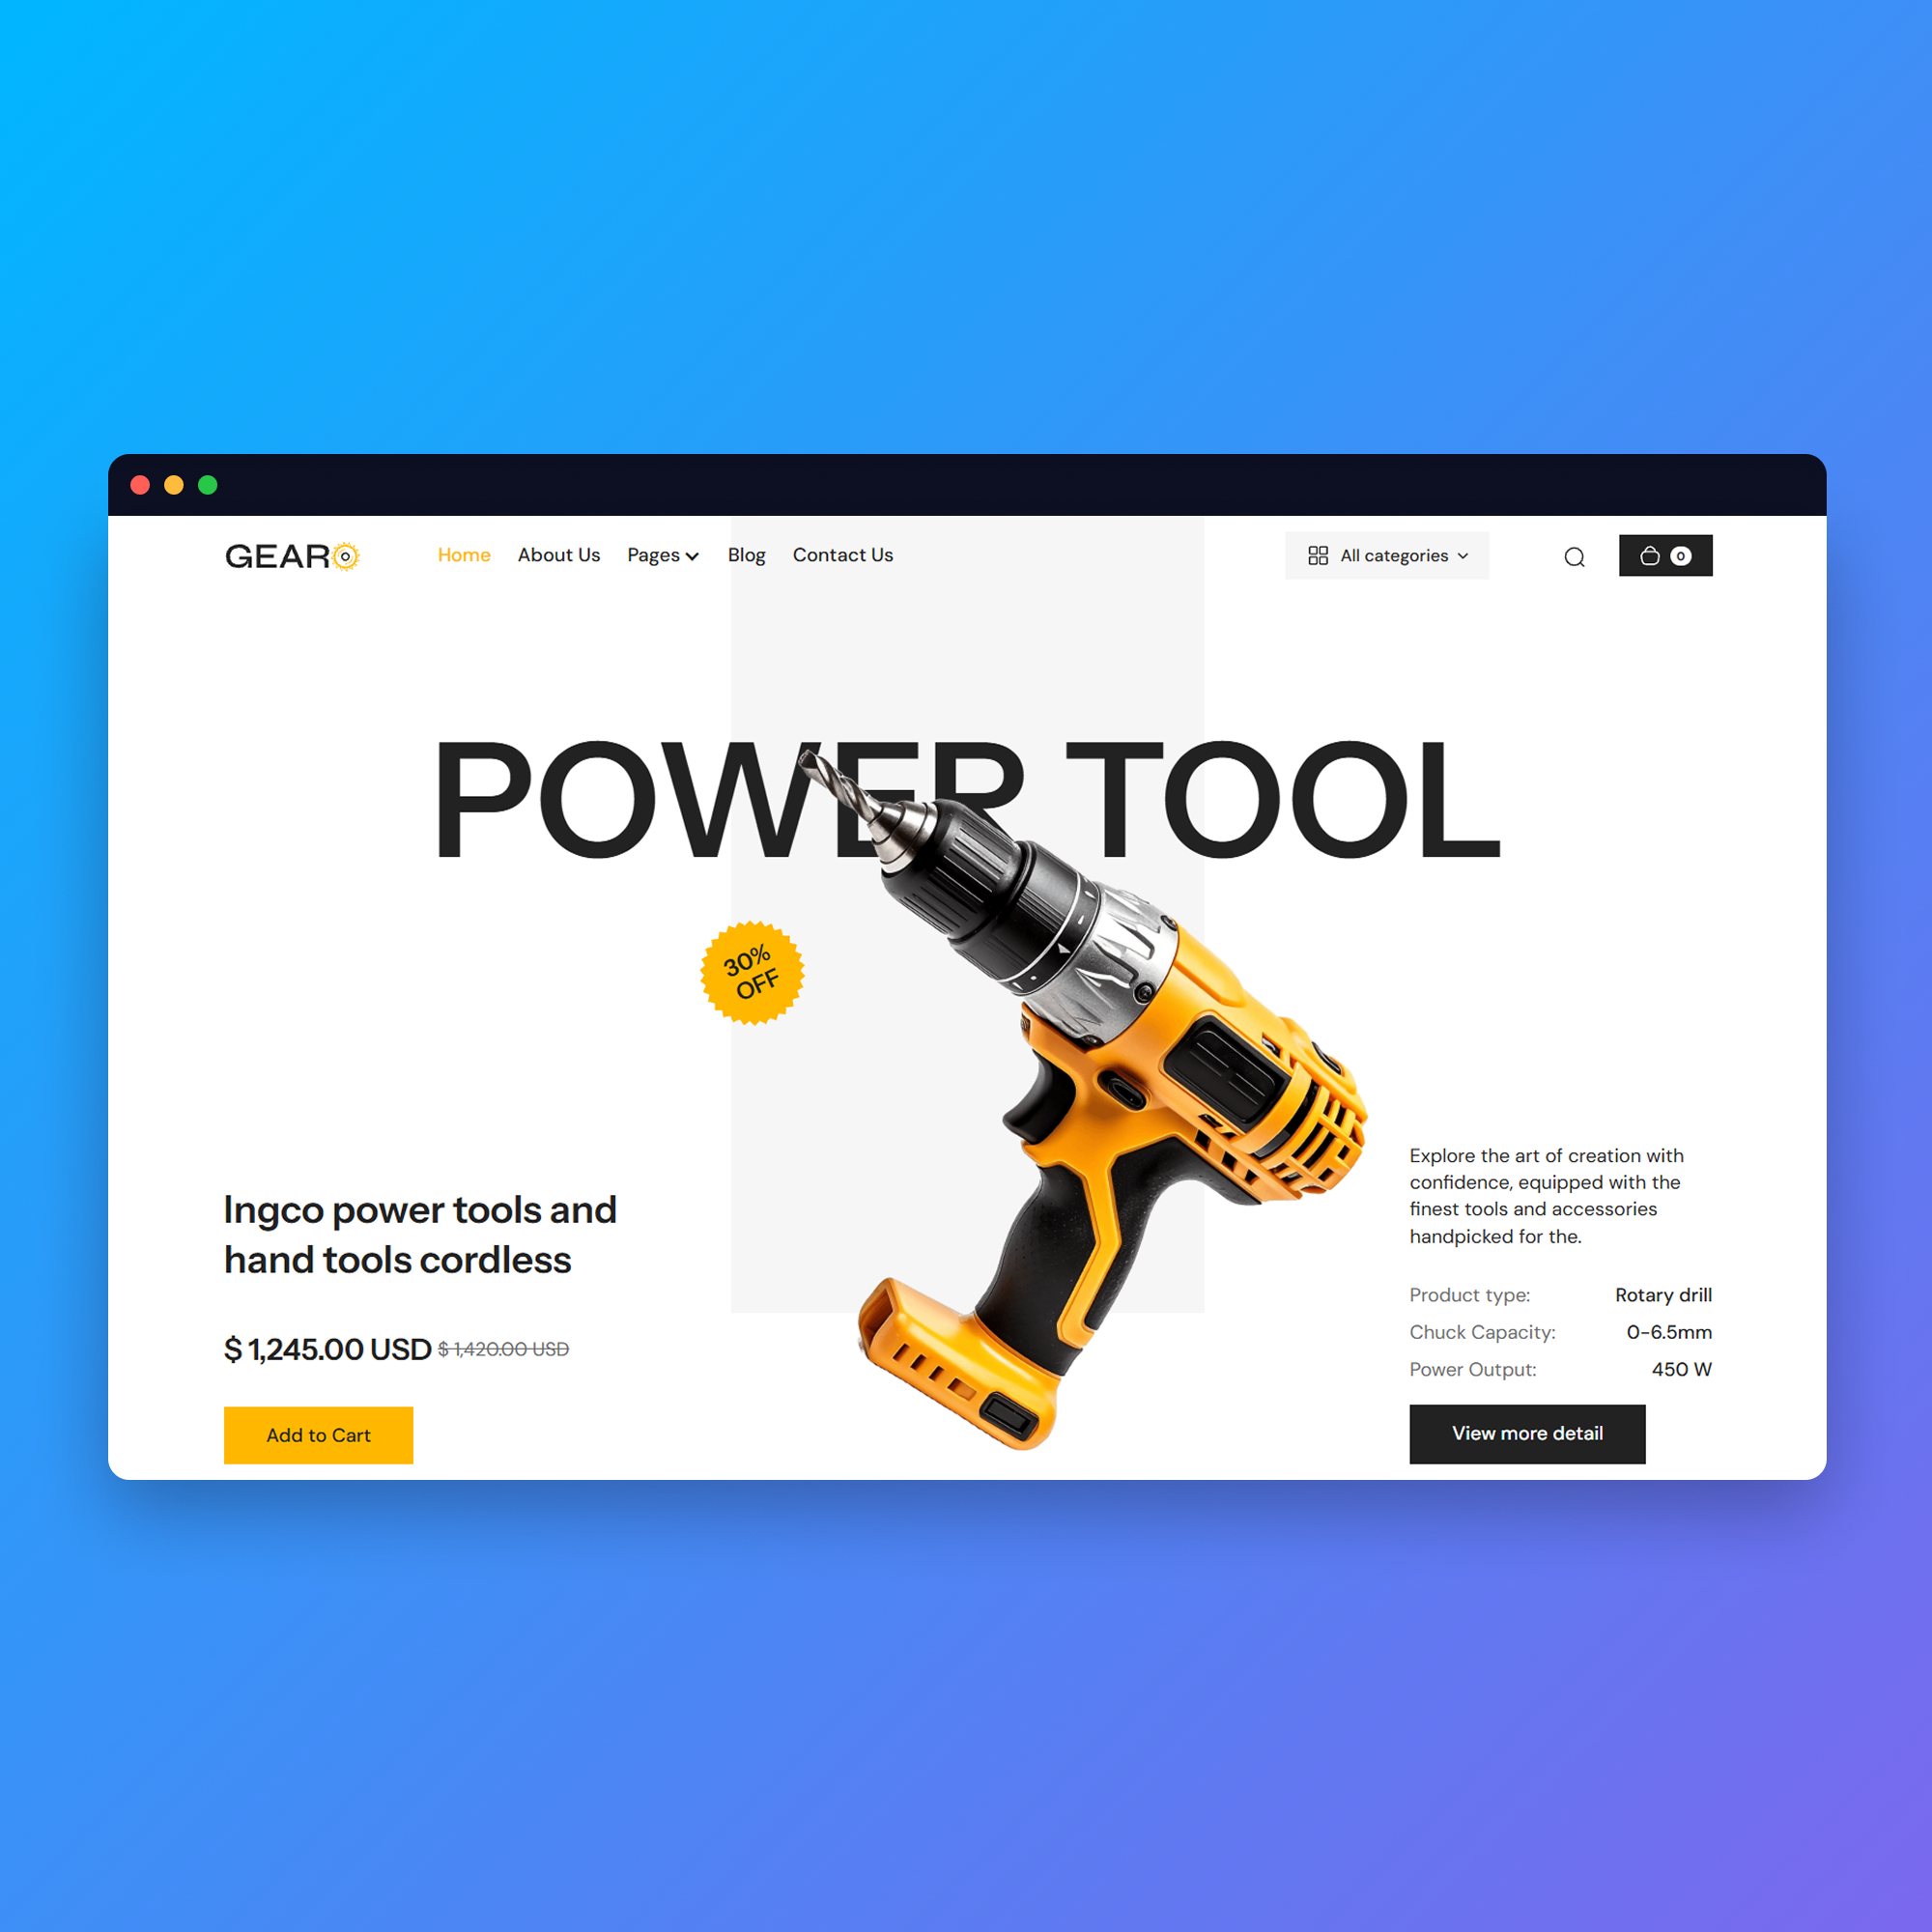 GEARO
Home About Us Pages Blog Contact Us
All categories
0
POWER TOOL
30%
OFF
Ingco power tools and
hand tools cordless
$ 1,245.00 USD $ 1,420.00 USD
Add to Cart
Explore the art of creation with
confidence, equipped with the
finest tools and accessories
handpicked for the.
Product type: Rotary drill
Chuck Capacity: 0-6.5mm
Power Output: 450 W
View more detail